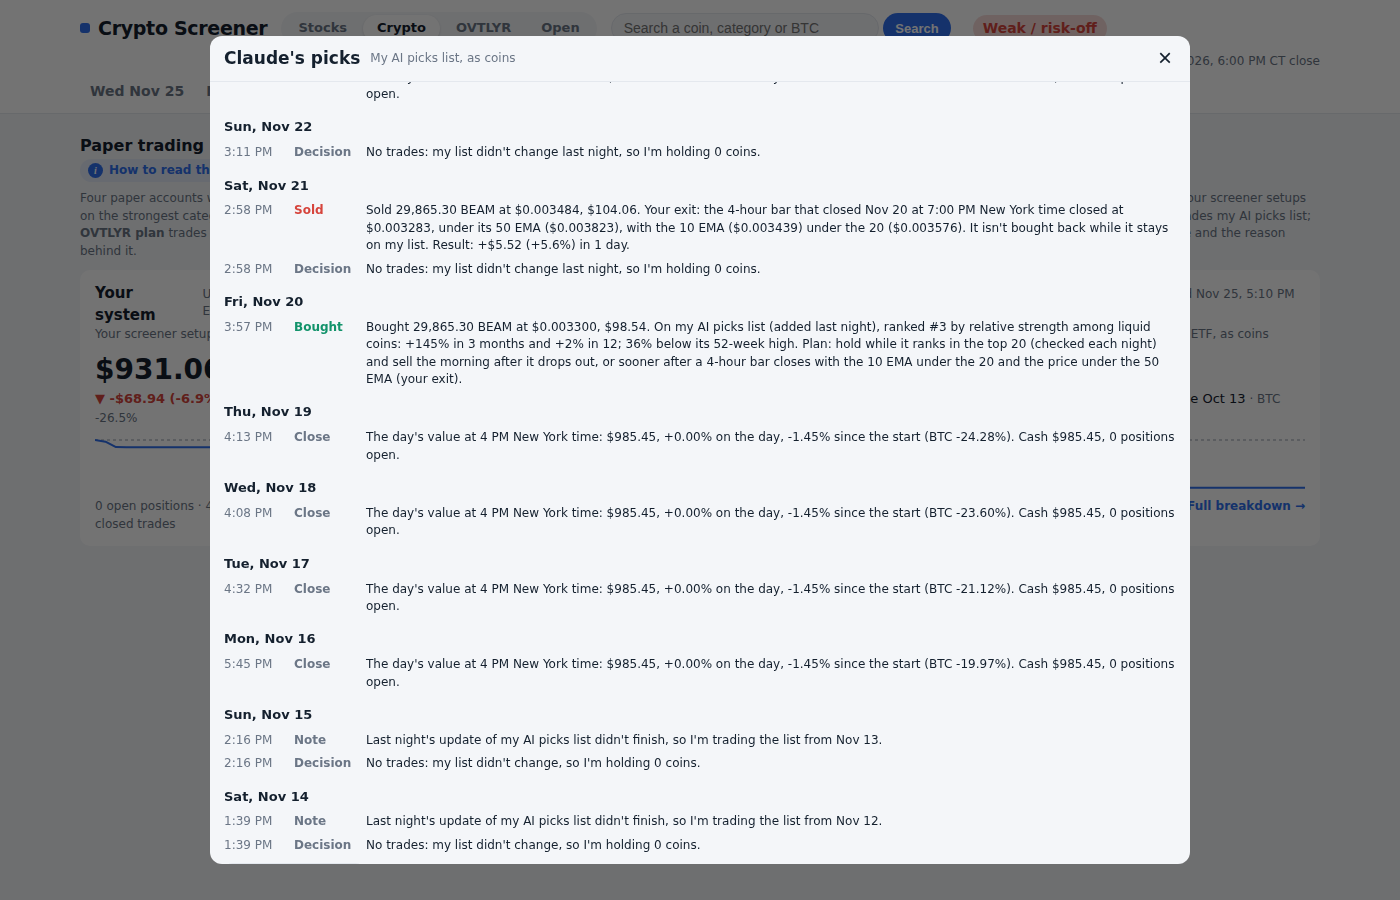 Crypto Screener
Stocks
Crypto
OVTLYR
Open
Search a coin, category or BTC
Search
Weak / risk-off
Claude's picks
My AI picks list, as coins
×
026, 6:00 PM CT close
Wed Nov 25
open.
Paper trading
How to read th
Four paper accounts
on the strongest cate
OVTLYR plan trades
behind it.
our screener setups
des my AI picks list;
and the reason
Your
system
Your screener setup
$931.06
▼ -$68.94 (-6.9%
-26.5%
0 open positions · 4
closed trades
Nov 25, 5:10 PM
ETF, as coins
e Oct 13 · BTC
Full breakdown →
Sun, Nov 22
3:11 PM Decision No trades: my list didn't change last night, so I'm holding 0 coins.
Sat, Nov 21
2:58 PM Sold Sold 29,865.30 BEAM at $0.003484, $104.06. Your exit: the 4-hour bar that closed Nov 20 at 7:00 PM New York time closed at
$0.003283, under its 50 EMA ($0.003823), with the 10 EMA ($0.003439) under the 20 ($0.003576). It isn't bought back while it stays
on my list. Result: +$5.52 (+5.6%) in 1 day.
2:58 PM Decision No trades: my list didn't change last night, so I'm holding 0 coins.
Fri, Nov 20
3:57 PM Bought Bought 29,865.30 BEAM at $0.003300, $98.54. On my AI picks list (added last night), ranked #3 by relative strength among liquid
coins: +145% in 3 months and +2% in 12; 36% below its 52-week high. Plan: hold while it ranks in the top 20 (checked each night)
and sell the morning after it drops out, or sooner after a 4-hour bar closes with the 10 EMA under the 20 and the price under the 50
EMA (your exit).
Thu, Nov 19
4:13 PM Close The day's value at 4 PM New York time: $985.45, +0.00% on the day, -1.45% since the start (BTC -24.28%). Cash $985.45, 0 positions
open.
Wed, Nov 18
4:08 PM Close The day's value at 4 PM New York time: $985.45, +0.00% on the day, -1.45% since the start (BTC -23.60%). Cash $985.45, 0 positions
open.
Tue, Nov 17
4:32 PM Close The day's value at 4 PM New York time: $985.45, +0.00% on the day, -1.45% since the start (BTC -21.12%). Cash $985.45, 0 positions
open.
Mon, Nov 16
5:45 PM Close The day's value at 4 PM New York time: $985.45, +0.00% on the day, -1.45% since the start (BTC -19.97%). Cash $985.45, 0 positions
open.
Sun, Nov 15
2:16 PM Note Last night's update of my AI picks list didn't finish, so I'm trading the list from Nov 13.
2:16 PM Decision No trades: my list didn't change, so I'm holding 0 coins.
Sat, Nov 14
1:39 PM Note Last night's update of my AI picks list didn't finish, so I'm trading the list from Nov 12.
1:39 PM Decision No trades: my list didn't change, so I'm holding 0 coins.